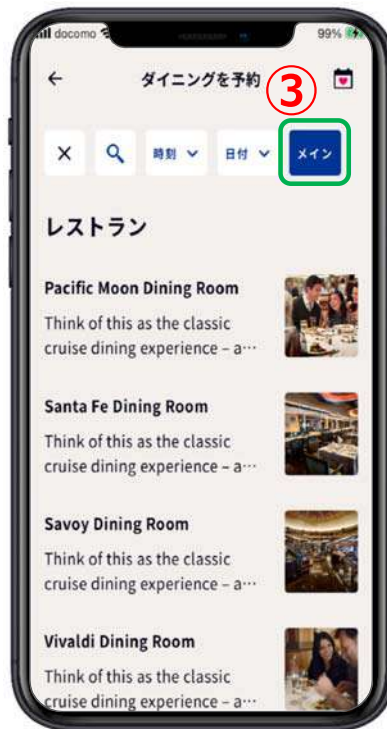 docomo
99%
ダイニングを予約
③
時刻
日付
メイン
レストラン
Pacific Moon Dining Room
Think of this as the classic
cruise dining experience – a…
Santa Fe Dining Room
Think of this as the classic
cruise dining experience – a…
Savoy Dining Room
Think of this as the classic
cruise dining experience – a…
Vivaldi Dining Room
Think of this as the classic
cruise dining experience – a…